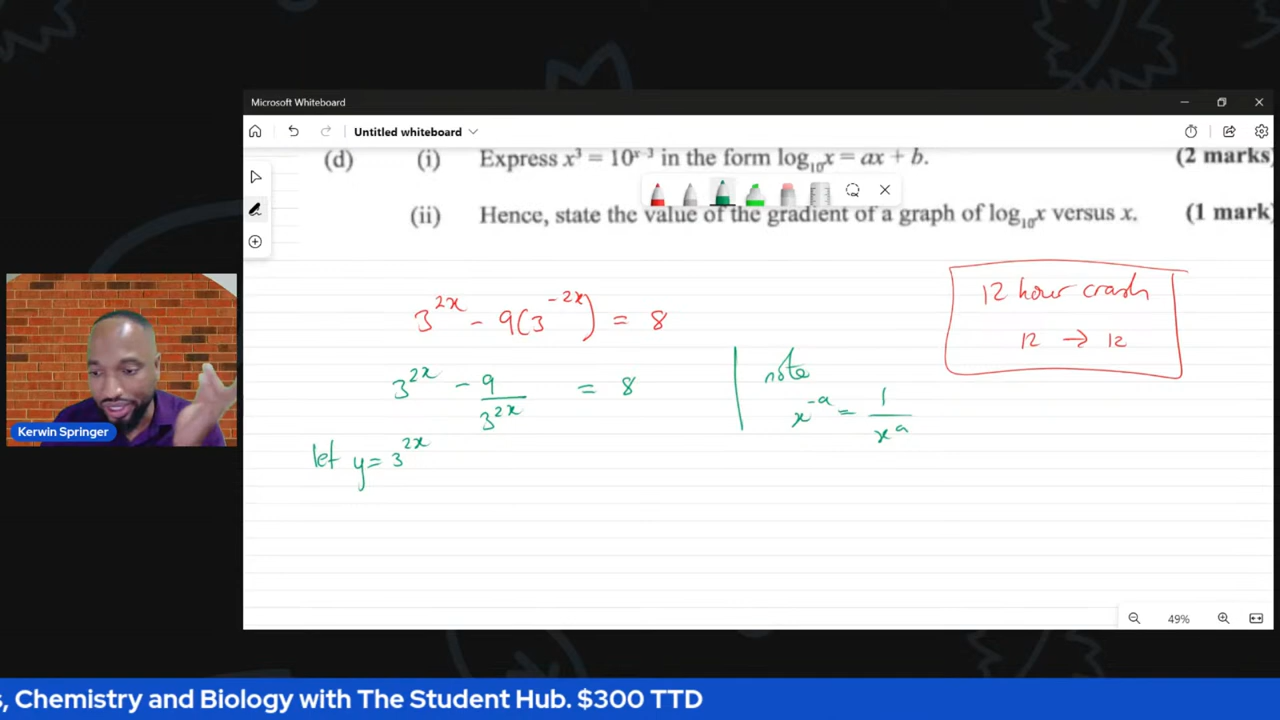 Microsoft Whiteboard
Untitled whiteboard
(d) (i) Express x³ = 10ˣ⁻³ in the form log₁₀x = ax + b. (2 marks)
(ii) Hence, state the value of the gradient of a graph of log₁₀x versus x. (1 mark
12 hour crash
12 → 12
3²ˣ - 9(3⁻²ˣ) = 8
3²ˣ - 9/3²ˣ = 8
note
x⁻ᵃ = 1/xᵃ
let y = 3²ˣ
Kerwin Springer
49%
s, Chemistry and Biology with The Student Hub. $300 TTD